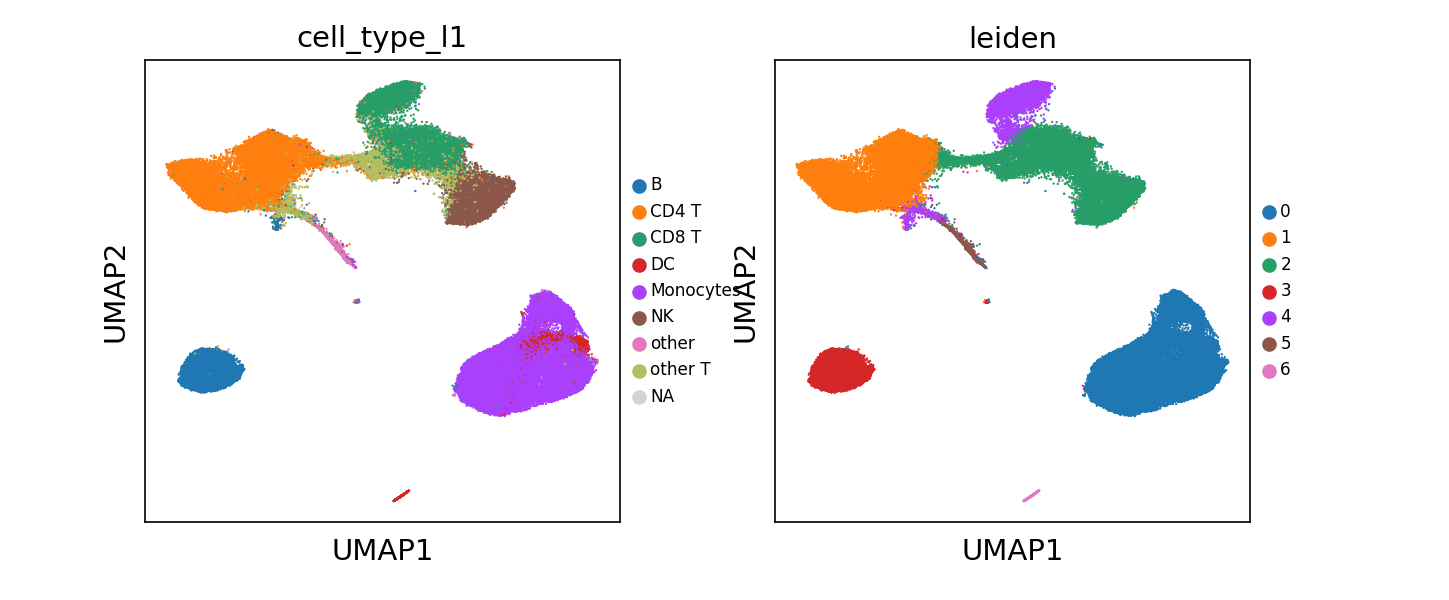 cell_type_l1
UMAP2
UMAP1
B
CD4 T
CD8 T
DC
Monocytes
NK
other
other T
NA
leiden
UMAP2
UMAP1
0
1
2
3
4
5
6